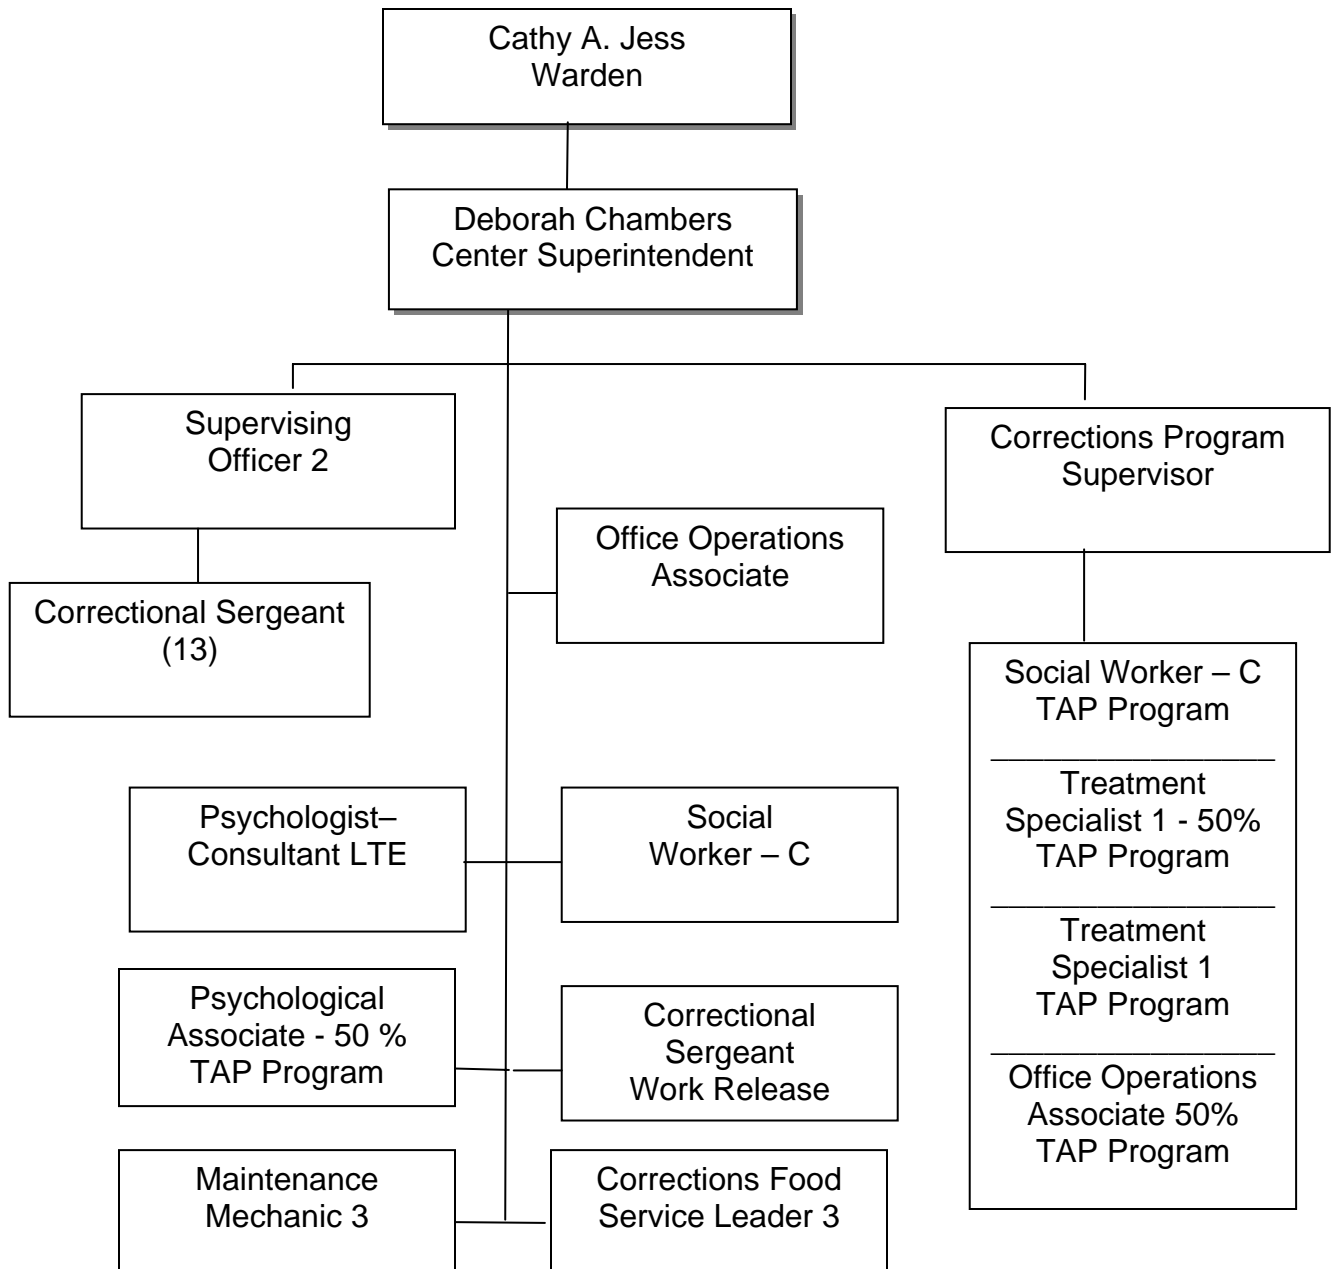 Cathy A. Jess
Warden
Deborah Chambers
Center Superintendent
Supervising
Officer 2
Corrections Program
Supervisor
Office Operations
Associate
Correctional Sergeant
(13)
Social Worker – C
TAP Program
Treatment
Specialist 1 - 50%
TAP Program
Treatment
Specialist 1
TAP Program
Office Operations
Associate 50%
TAP Program
Psychologist–
Consultant LTE
Social
Worker – C
Psychological
Associate - 50 %
TAP Program
Correctional
Sergeant
Work Release
Maintenance
Mechanic 3
Corrections Food
Service Leader 3